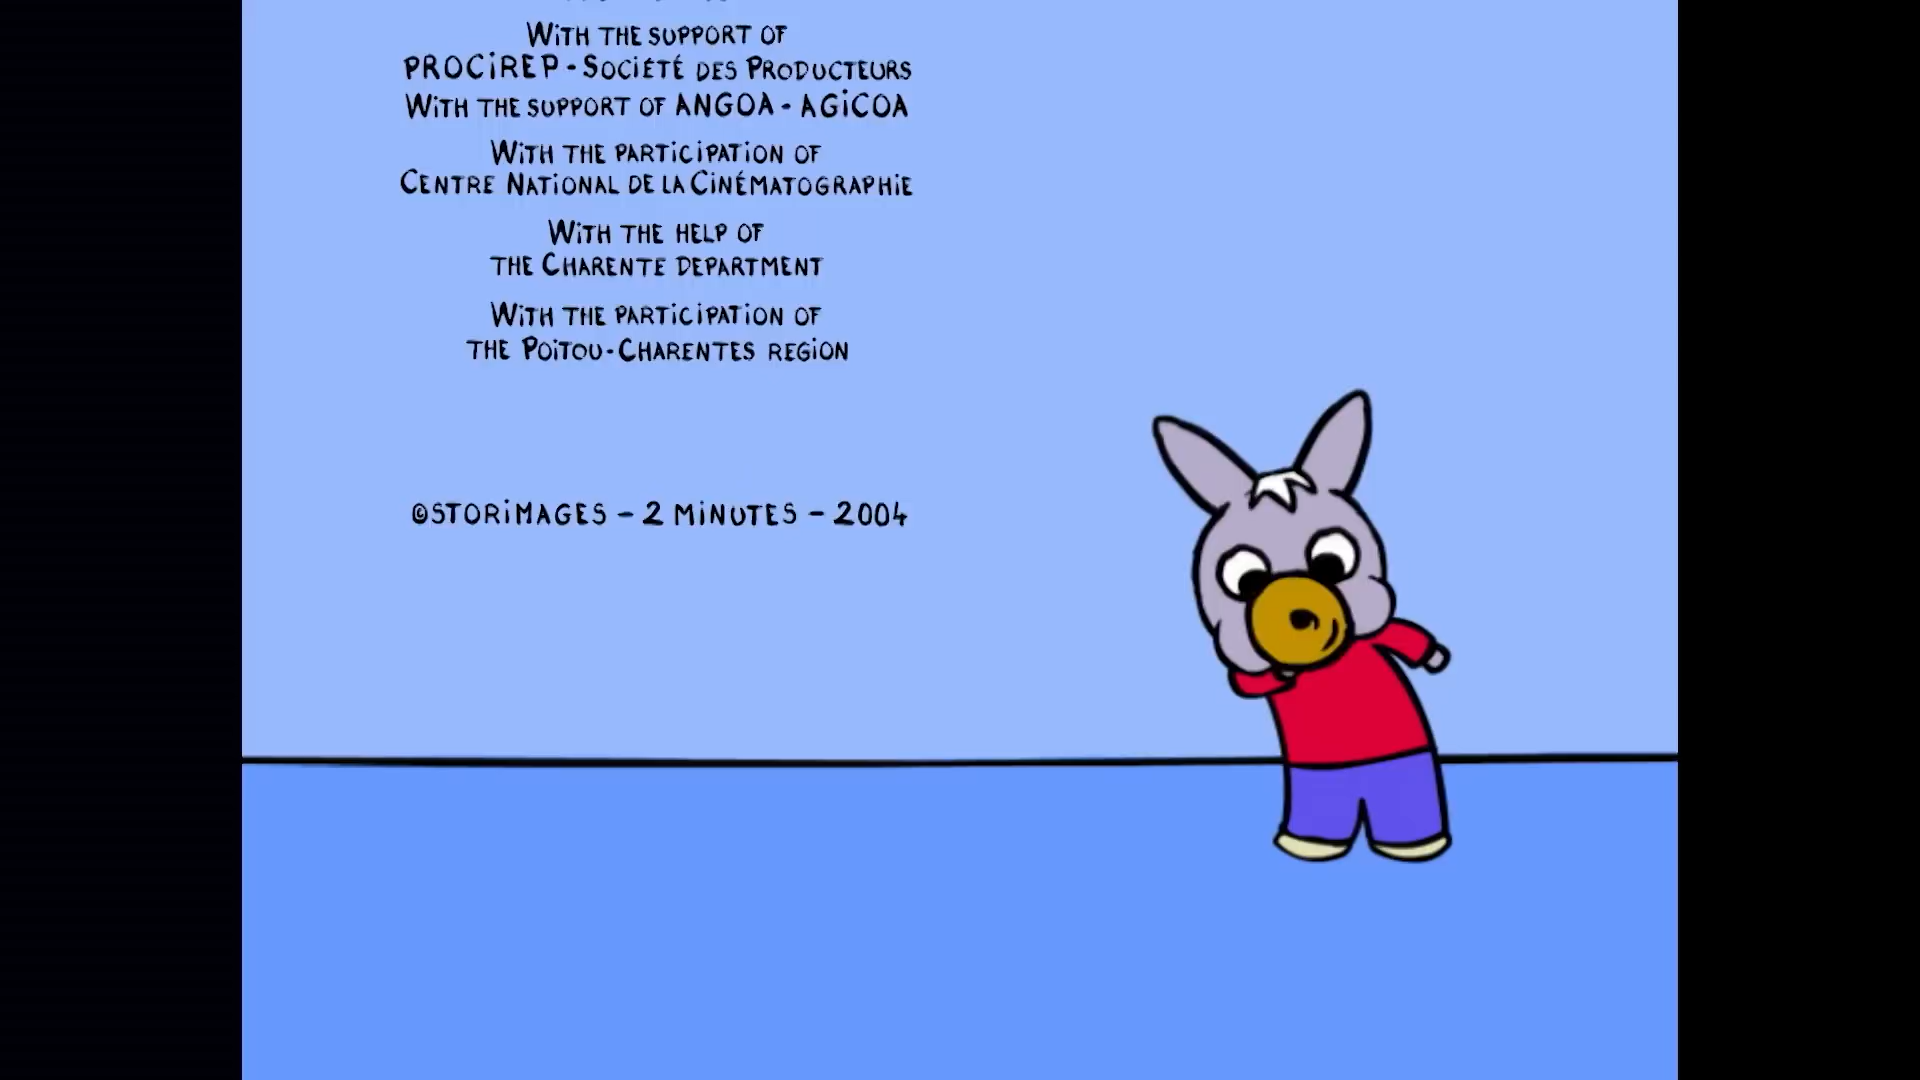 WiTH THE SUPPORT OF
PROCiREP - SOCiÉTÉ DES PRODUCTEURS
WiTH THE SUPPORT OF ANGOA - AGiCOA
WiTH THE PARTiCiPATiON OF
CENTRE NATiONAL DE LA CiNÉMATOGRAPHiE
WiTH THE HELP OF
THE CHARENTE DEPARTMENT
WiTH THE PARTiCiPATiON OF
THE POiTOU-CHARENTES REGiON
©STORiMAGES – 2 MiNUTES – 2004